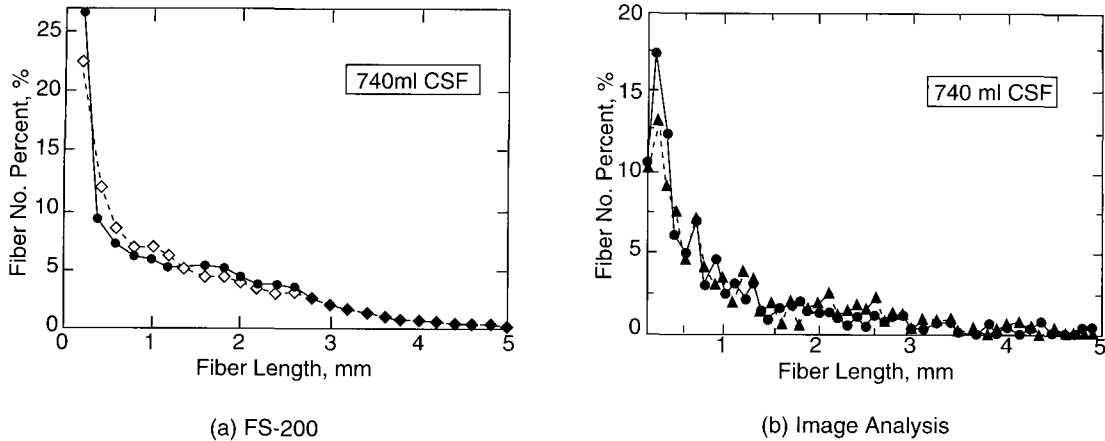 25
20
15
10
5
0
Fiber No. Percent, %
740ml CSF
0 1 2 3 4 5
Fiber Length, mm
(a) FS-200
20
15
10
5
0
Fiber No. Percent, %
740 ml CSF
1 2 3 4 5
Fiber Length, mm
(b) Image Analysis